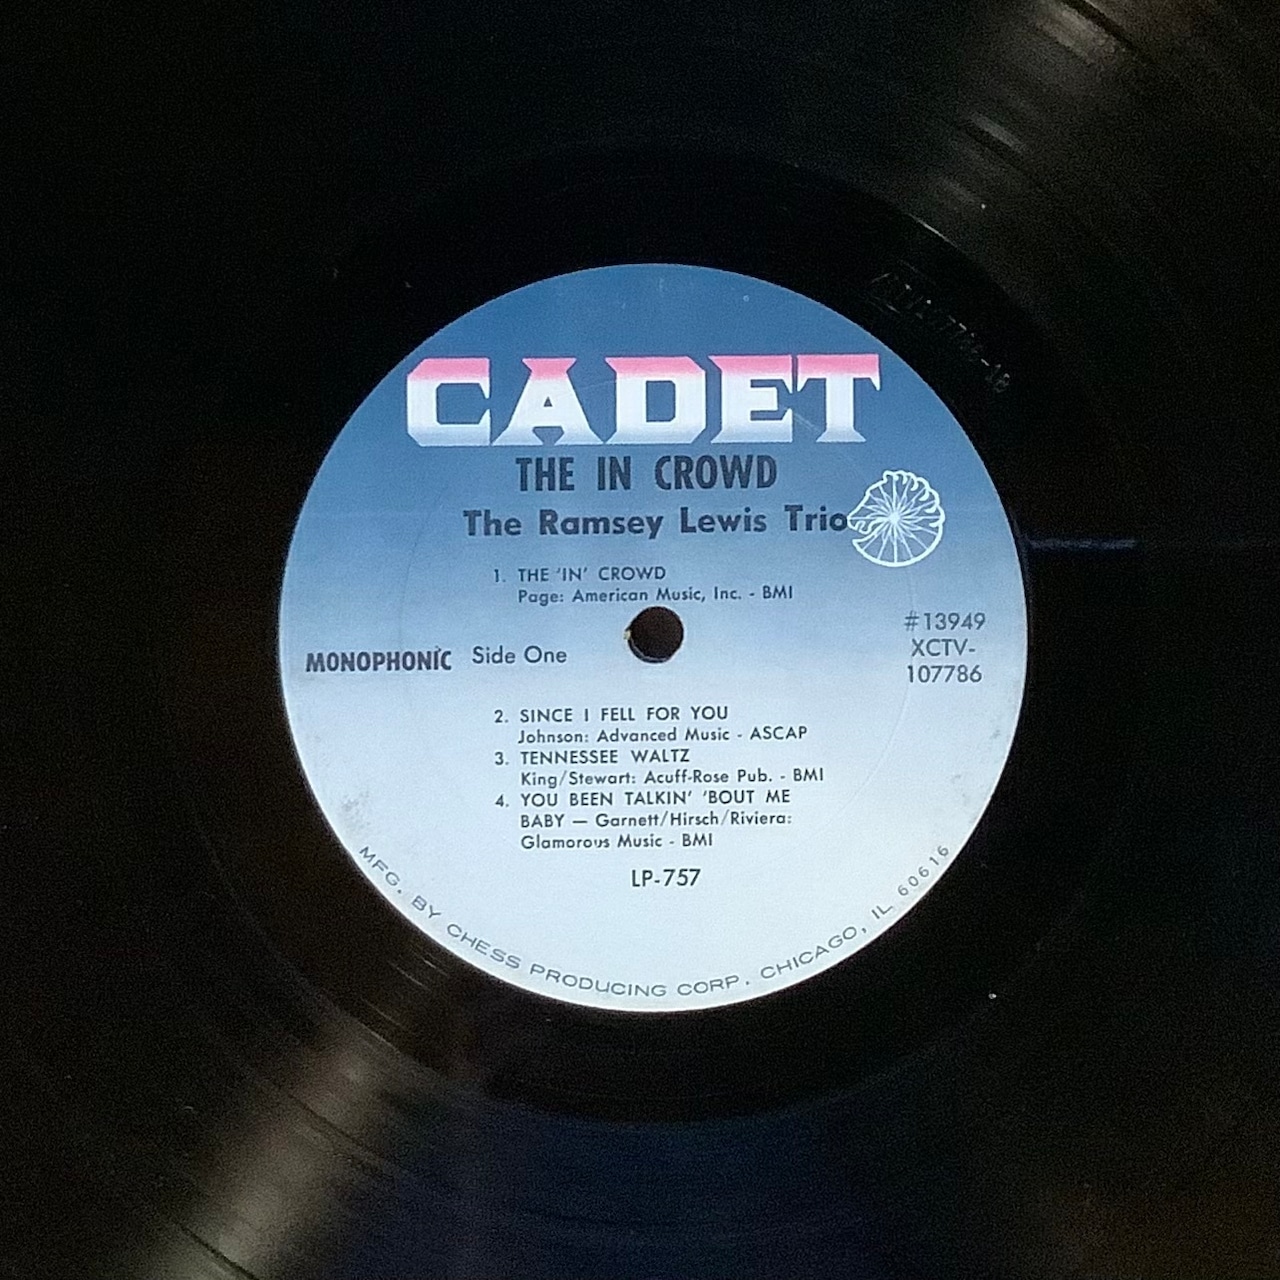 CADET
THE IN CROWD
The Ramsey Lewis Trio
1. THE 'IN' CROWD
Page: American Music, Inc. - BMI
#13949
XCTV-
107786
MONOPHONIC Side One
2. SINCE I FELL FOR YOU
Johnson: Advanced Music - ASCAP
3. TENNESSEE WALTZ
King/Stewart: Acuff-Rose Pub. - BMI
4. YOU BEEN TALKIN' 'BOUT ME
BABY — Garnett/Hirsch/Riviera:
Glamorous Music - BMI
LP-757
MFG. BY CHESS PRODUCING CORP. CHICAGO, IL 60616